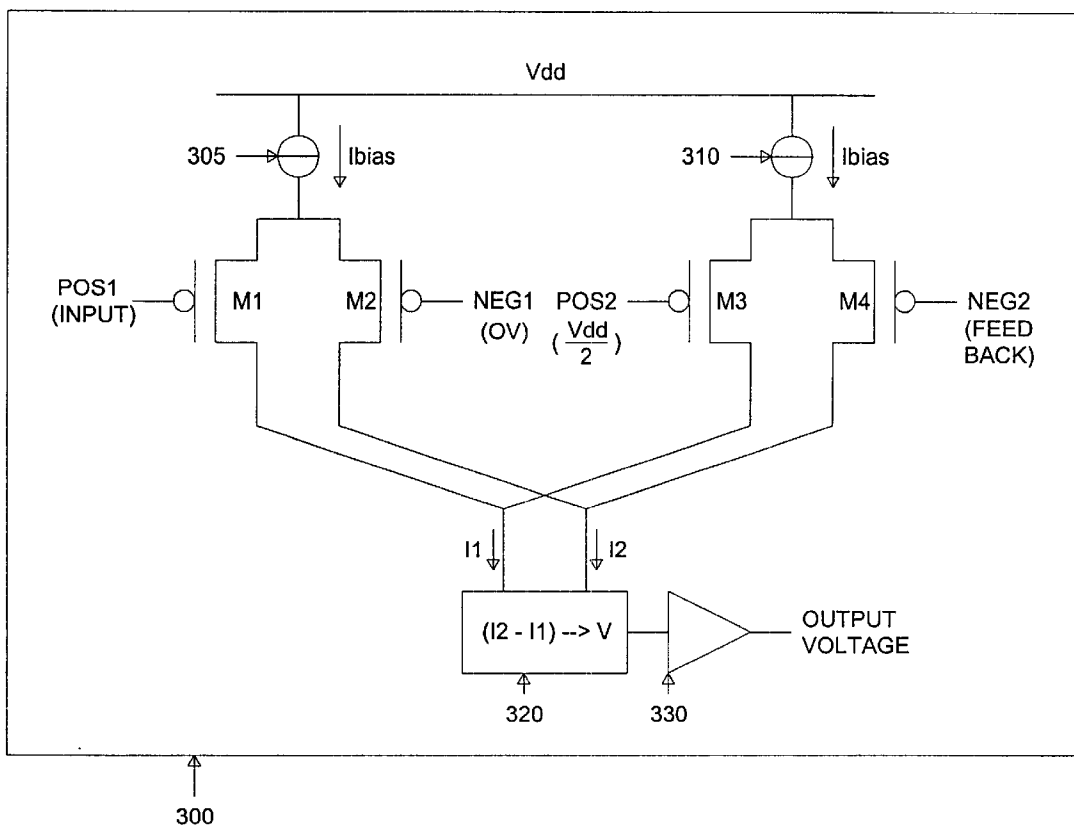 Vdd
305
Ibias
310
Ibias
POS1
(INPUT)
M1
M2
NEG1
(OV)
POS2
(Vdd/2)
M3
M4
NEG2
(FEED
BACK)
I1
I2
(I2 - I1) --> V
OUTPUT
VOLTAGE
320
330
300